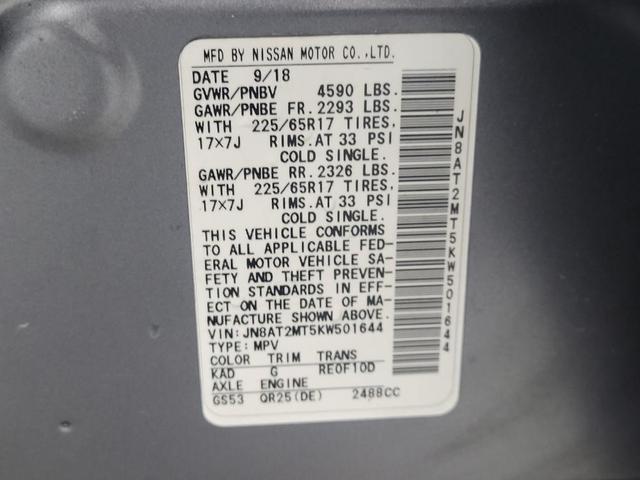 MFD BY NISSAN MOTOR CO.,LTD.
DATE 9/18
GVWR/PNBV 4590 LBS.
GAWR/PNBE FR. 2293 LBS.
WITH 225/65R17 TIRES,
17×7J RIMS.AT 33 PSI
COLD SINGLE.
GAWR/PNBE RR. 2326 LBS.
WITH 225/65R17 TIRES,
17×7J RIMS.AT 33 PSI
COLD SINGLE.
THIS VEHICLE CONFORMS
TO ALL APPLICABLE FED-
ERAL MOTOR VEHICLE SA-
FETY AND THEFT PREVEN-
TION STANDARDS IN EFF-
ECT ON THE DATE OF MA-
NUFACTURE SHOWN ABOVE.
VIN:JN8AT2MT5KW501644
TYPE: MPV
COLOR TRIM TRANS
KAD G RE0F10D
AXLE ENGINE
GS53 QR25(DE) 2488CC
JN8AT2MT5KW501644